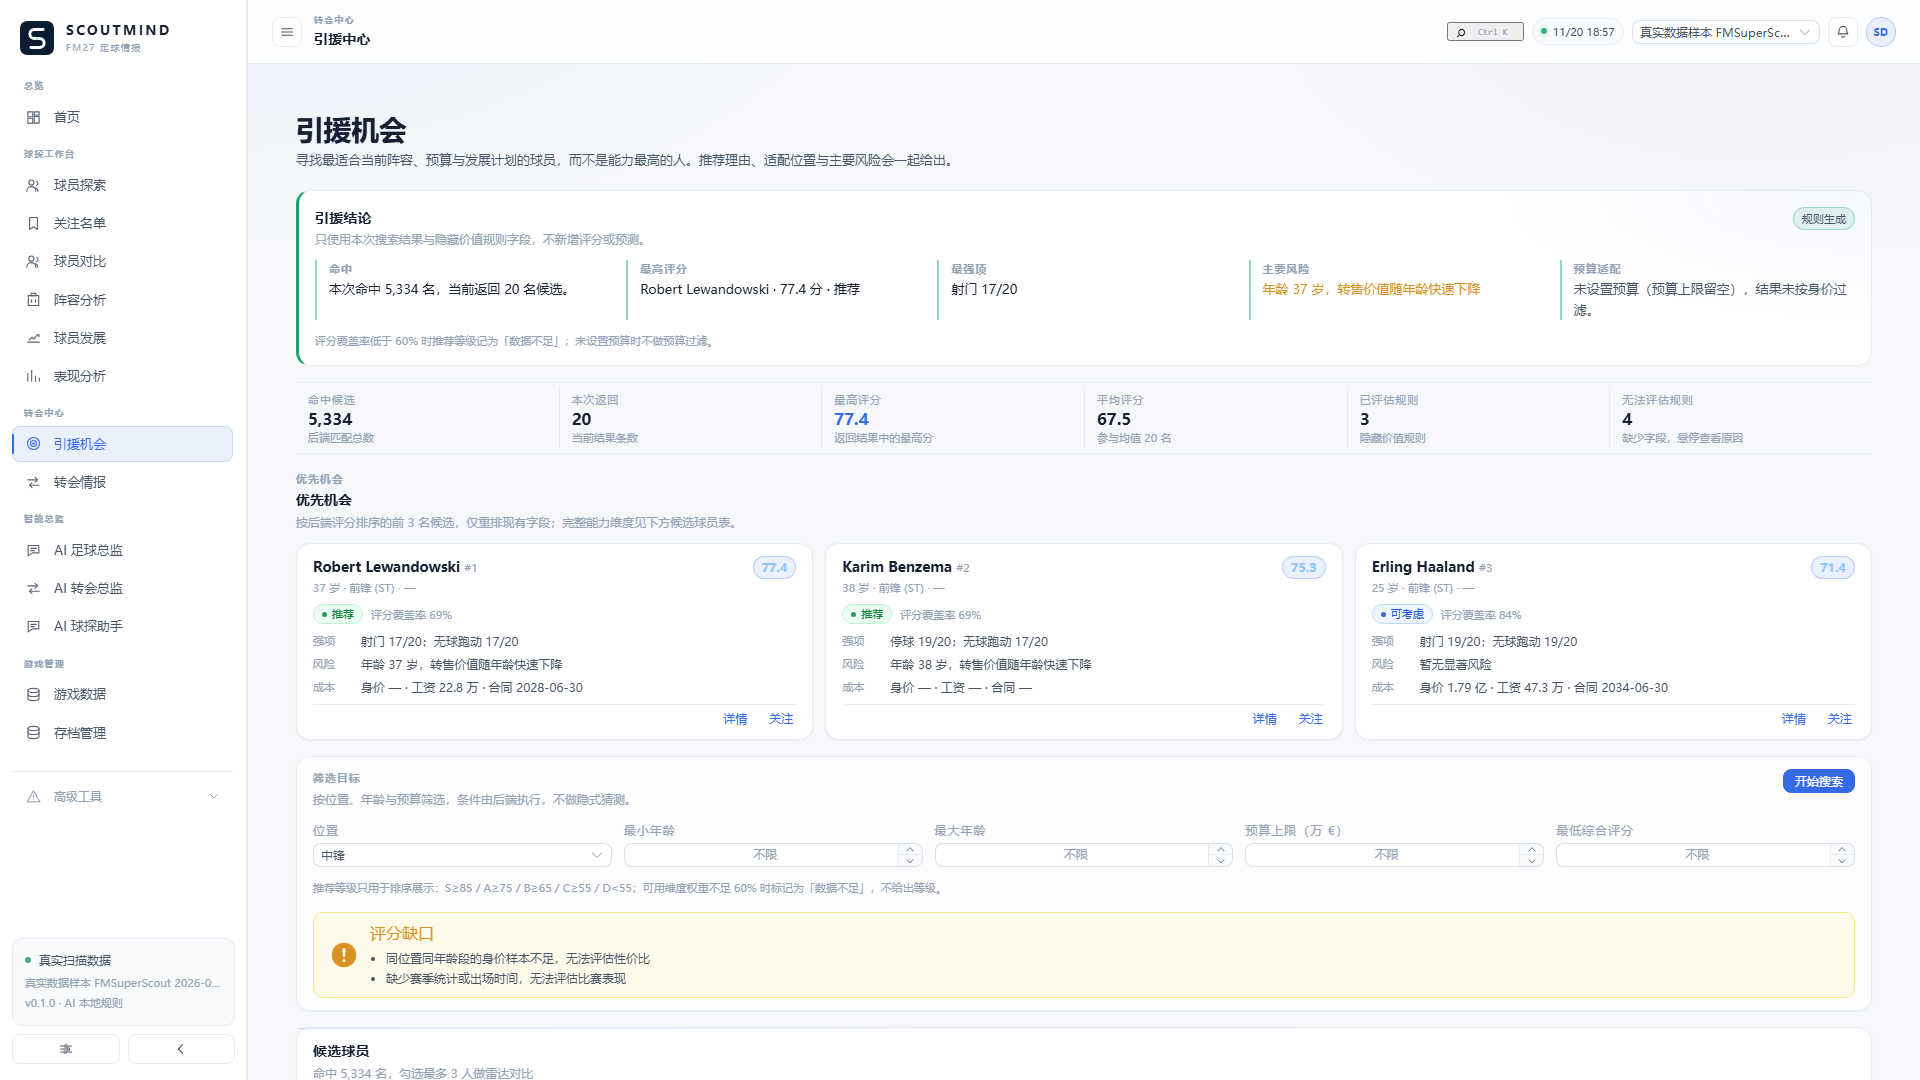 SCOUTMIND
FM27 足球情报
总览
首页
球探工作台
球员探索
关注名单
球员对比
阵容分析
球员发展
表现分析
转会中心
引援机会
转会情报
智能总监
AI 足球总监
AI 转会总监
AI 球探助手
游戏管理
游戏数据
存档管理
高级工具
真实扫描数据
真实数据样本 FMSuperScout 2026-0...
v0.1.0 · AI 本地规则
转会中心
引援中心
Ctrl K
11/20 18:57
真实数据样本 FMSuperSc...
SD
引援机会
寻找最适合当前阵容、预算与发展计划的球员，而不是能力最高的人。推荐理由、适配位置与主要风险会一起给出。
引援结论
规则生成
只使用本次搜索结果与隐藏价值规则字段，不新增评分或预测。
命中
本次命中 5,334 名，当前返回 20 名候选。
最高评分
Robert Lewandowski · 77.4 分 · 推荐
最强项
射门 17/20
主要风险
年龄 37 岁，转售价值随年龄快速下降
预算适配
未设置预算（预算上限留空），结果未按身价过滤。
评分覆盖率低于 60% 时推荐等级记为「数据不足」；未设置预算时不做预算过滤。
命中候选
5,334
后端匹配总数
本次返回
20
当前结果条数
最高评分
77.4
返回结果中的最高分
平均评分
67.5
参与均值 20 名
已评估规则
3
隐藏价值规则
无法评估规则
4
缺少字段，悬停查看原因
优先机会
优先机会
按后端评分排序的前 3 名候选，仅重排现有字段；完整能力维度见下方候选球员表。
Robert Lewandowski #1
77.4
37 岁 · 前锋 (ST) · —
推荐 评分覆盖率 69%
强项 射门 17/20；无球跑动 17/20
风险 年龄 37 岁，转售价值随年龄快速下降
成本 身价 — · 工资 22.8 万 · 合同 2028-06-30
详情 关注
Karim Benzema #2
75.3
38 岁 · 前锋 (ST) · —
推荐 评分覆盖率 69%
强项 停球 19/20；无球跑动 17/20
风险 年龄 38 岁，转售价值随年龄快速下降
成本 身价 — · 工资 — · 合同 —
详情 关注
Erling Haaland #3
71.4
25 岁 · 前锋 (ST) · —
可考虑 评分覆盖率 84%
强项 射门 19/20；无球跑动 19/20
风险 暂无显著风险
成本 身价 1.79 亿 · 工资 47.3 万 · 合同 2034-06-30
详情 关注
筛选目标
开始搜索
按位置、年龄与预算筛选，条件由后端执行，不做隐式猜测。
位置
中锋
最小年龄
不限
最大年龄
不限
预算上限（万 €）
不限
最低综合评分
不限
推荐等级只用于排序展示：S≥85 / A≥75 / B≥65 / C≥55 / D<55；可用维度权重不足 60% 时标记为「数据不足」，不给出等级。
评分缺口
• 同位置同年龄段的身价样本不足，无法评估性价比
• 缺少赛季统计或出场时间，无法评估比赛表现
候选球员
命中 5,334 名，勾选最多 3 人做雷达对比